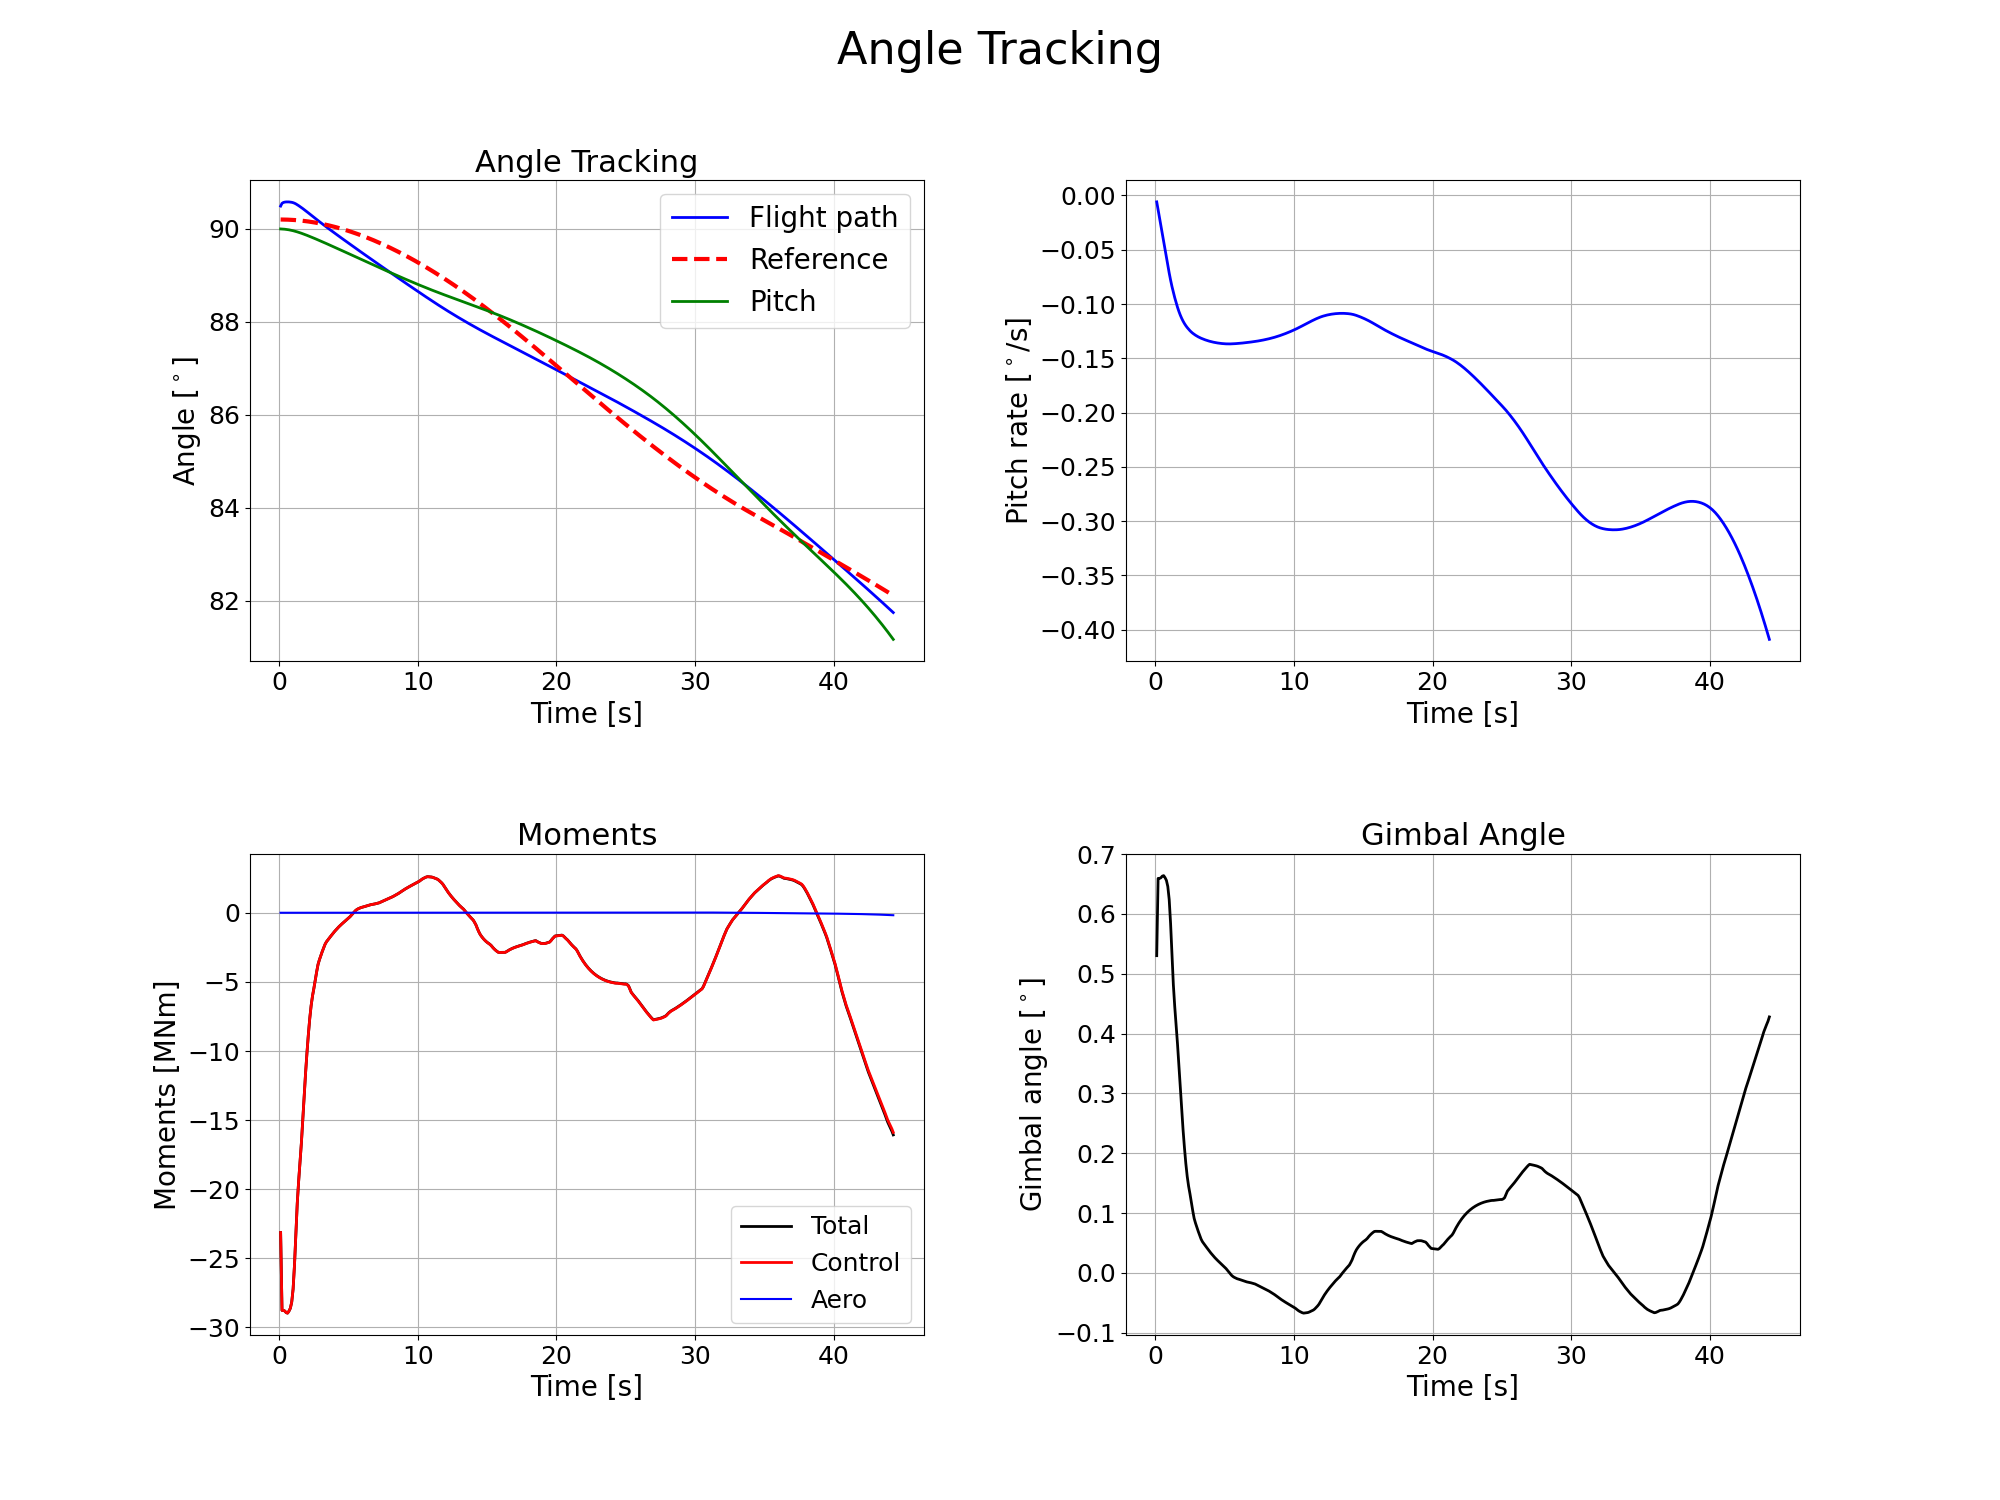 Angle Tracking
Angle Tracking
Angle [°]
90
88
86
84
82
Flight path
Reference
Pitch
0 10 20 30 40
Time [s]
Pitch rate [°/s]
0.00
−0.05
−0.10
−0.15
−0.20
−0.25
−0.30
−0.35
−0.40
0 10 20 30 40
Time [s]
Moments
Moments [MNm]
0
−5
−10
−15
−20
−25
−30
Total
Control
Aero
0 10 20 30 40
Time [s]
Gimbal Angle
Gimbal angle [°]
0.7
0.6
0.5
0.4
0.3
0.2
0.1
0.0
−0.1
0 10 20 30 40
Time [s]